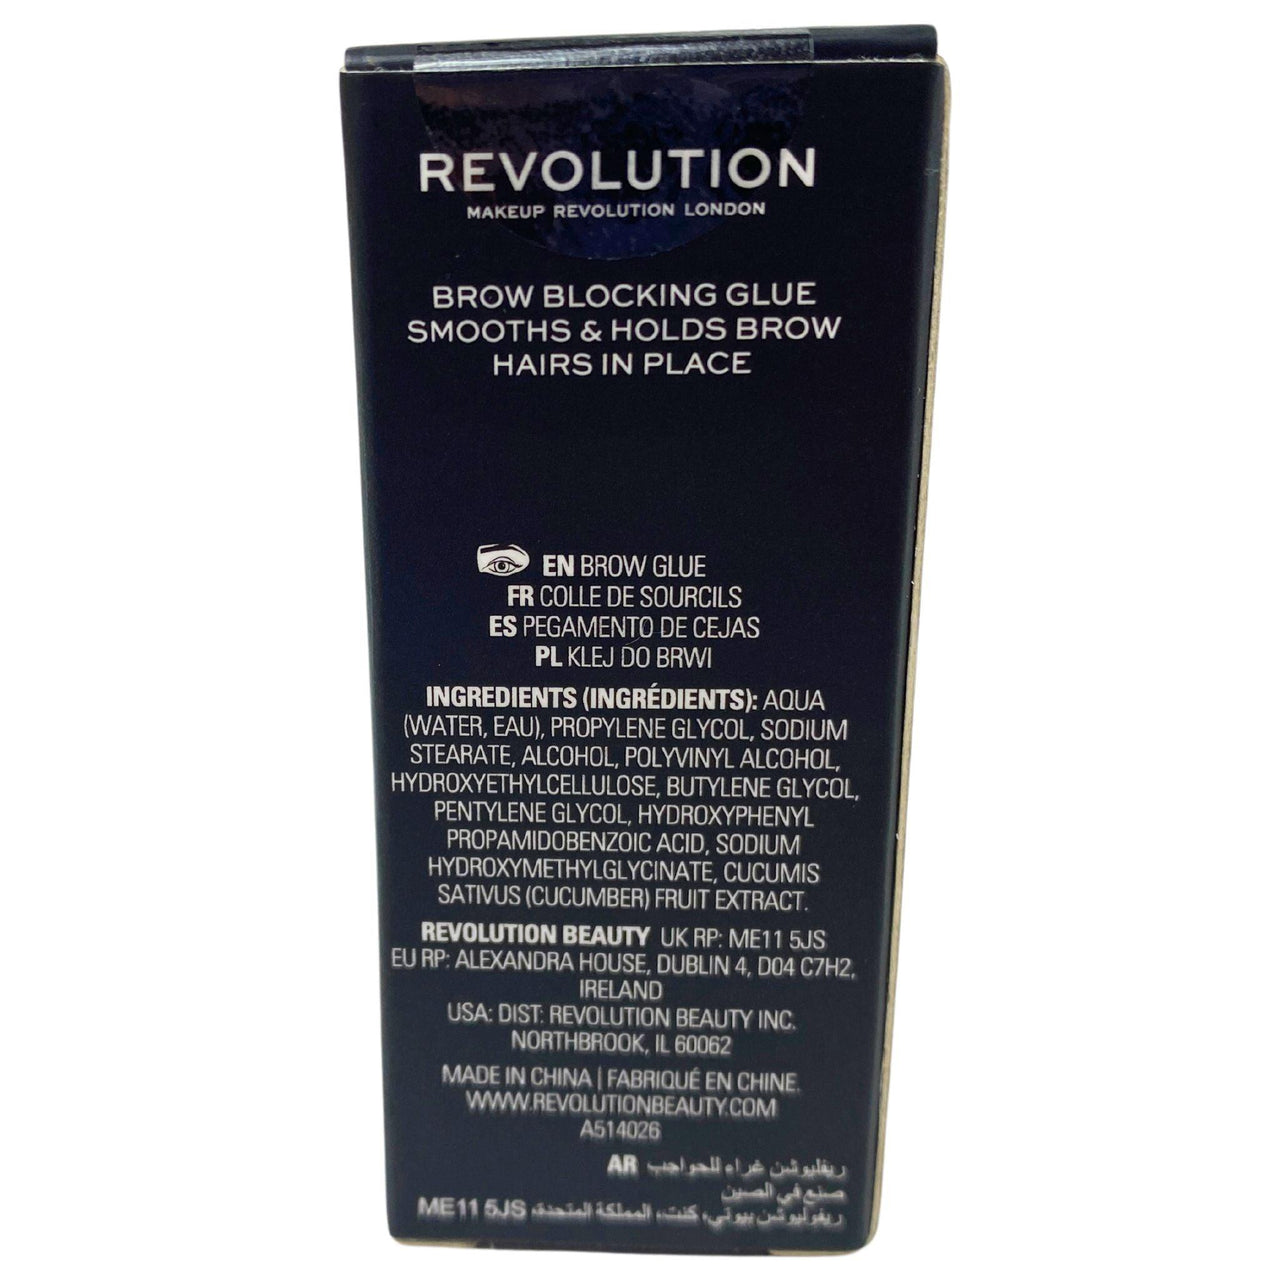 REVOLUTION
MAKEUP REVOLUTION LONDON
BROW BLOCKING GLUE
SMOOTHS & HOLDS BROW
HAIRS IN PLACE
EN BROW GLUE
FR COLLE DE SOURCILS
ES PEGAMENTO DE CEJAS
PL KLEJ DO BRWI
INGREDIENTS (INGRÉDIENTS): AQUA
(WATER, EAU), PROPYLENE GLYCOL, SODIUM
STEARATE, ALCOHOL, POLYVINYL ALCOHOL,
HYDROXYETHYLCELLULOSE, BUTYLENE GLYCOL,
PENTYLENE GLYCOL, HYDROXYPHENYL
PROPAMIDOBENZOIC ACID, SODIUM
HYDROXYMETHYLGLYCINATE, CUCUMIS
SATIVUS (CUCUMBER) FRUIT EXTRACT.
REVOLUTION BEAUTY UK RP: ME11 5JS
EU RP: ALEXANDRA HOUSE, DUBLIN 4, D04 C7H2,
IRELAND
USA: DIST: REVOLUTION BEAUTY INC.
NORTHBROOK, IL 60062
MADE IN CHINA | FABRIQUÉ EN CHINE.
WWW.REVOLUTIONBEAUTY.COM
A514026
ريفليوشن غراء للحواجب AR
صنع في الصين
ريفوليوشن بيوتي، كنت، المملكة المتحدة، ME11 5JS